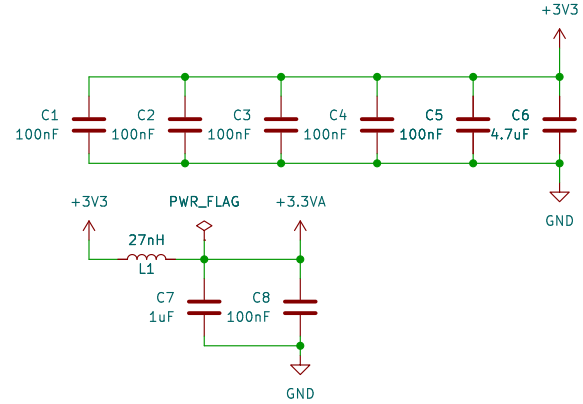 +3V3
C1
100nF
C2
100nF
C3
100nF
C4
100nF
C5
100nF
C6
4.7uF
GND
+3V3
PWR_FLAG
+3.3VA
27nH
L1
C7
1uF
C8
100nF
GND